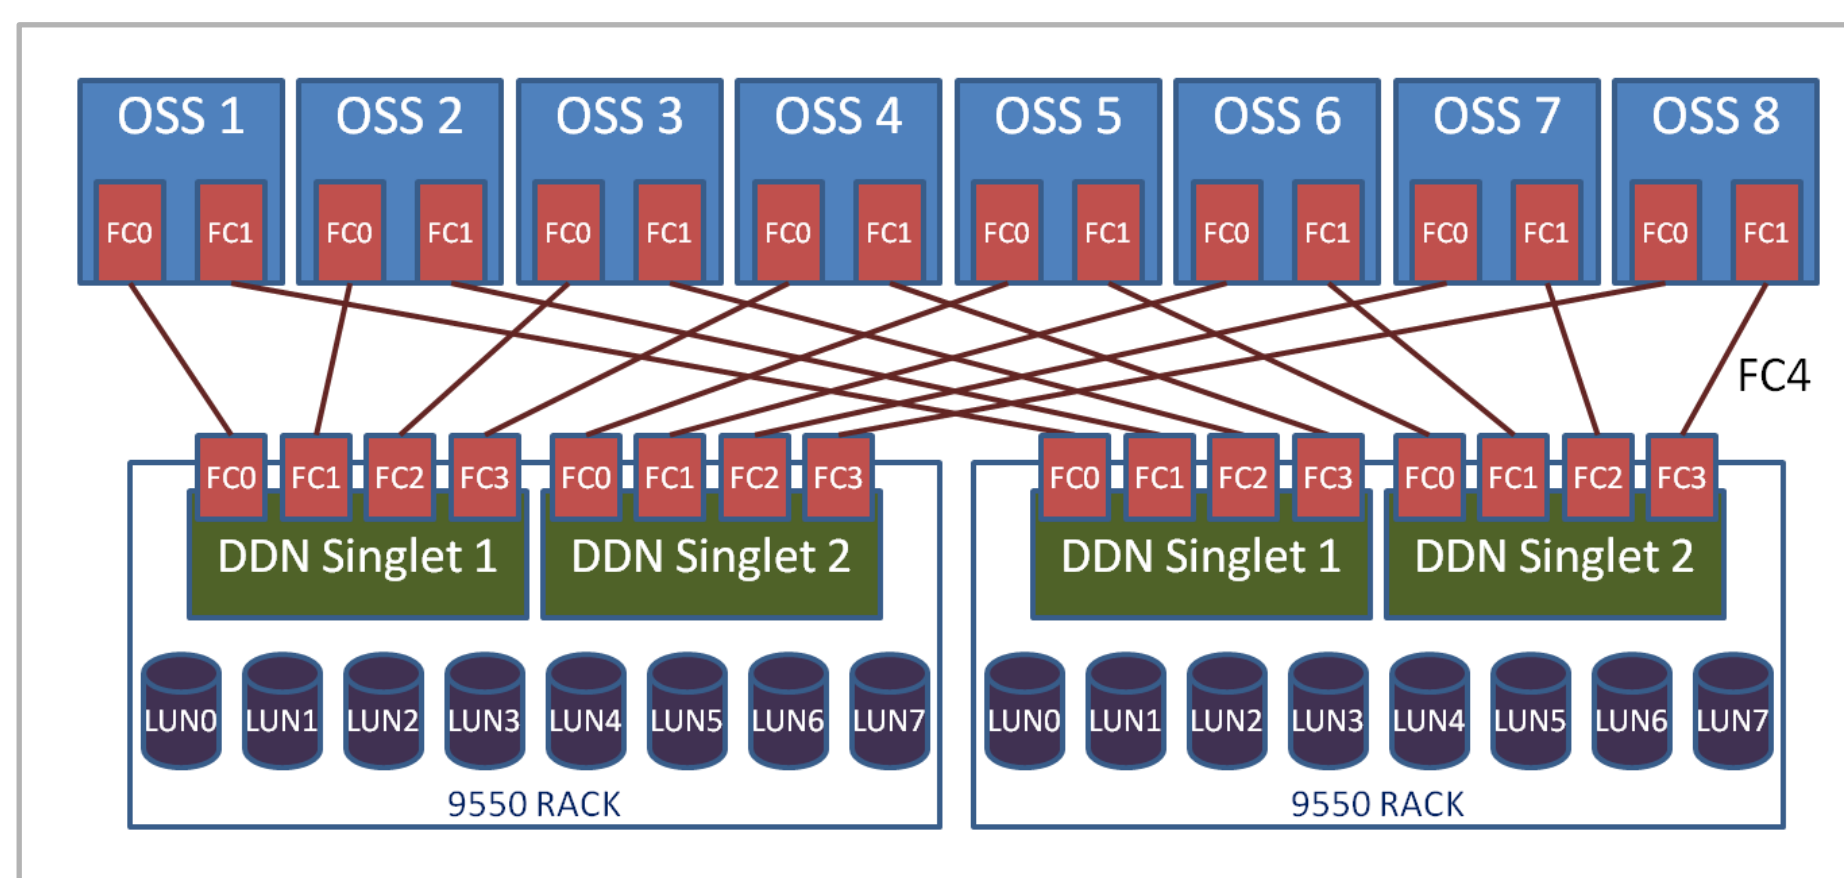 OSS 1 OSS 2 OSS 3 OSS 4 OSS 5 OSS 6 OSS 7 OSS 8
FC0 FC1 FC0 FC1 FC0 FC1 FC0 FC1 FC0 FC1 FC0 FC1 FC0 FC1 FC0 FC1
FC4
FC0 FC1 FC2 FC3 FC0 FC1 FC2 FC3 FC0 FC1 FC2 FC3 FC0 FC1 FC2 FC3
DDN Singlet 1 DDN Singlet 2 DDN Singlet 1 DDN Singlet 2
LUN0 LUN1 LUN2 LUN3 LUN4 LUN5 LUN6 LUN7 LUN0 LUN1 LUN2 LUN3 LUN4 LUN5 LUN6 LUN7
9550 RACK 9550 RACK